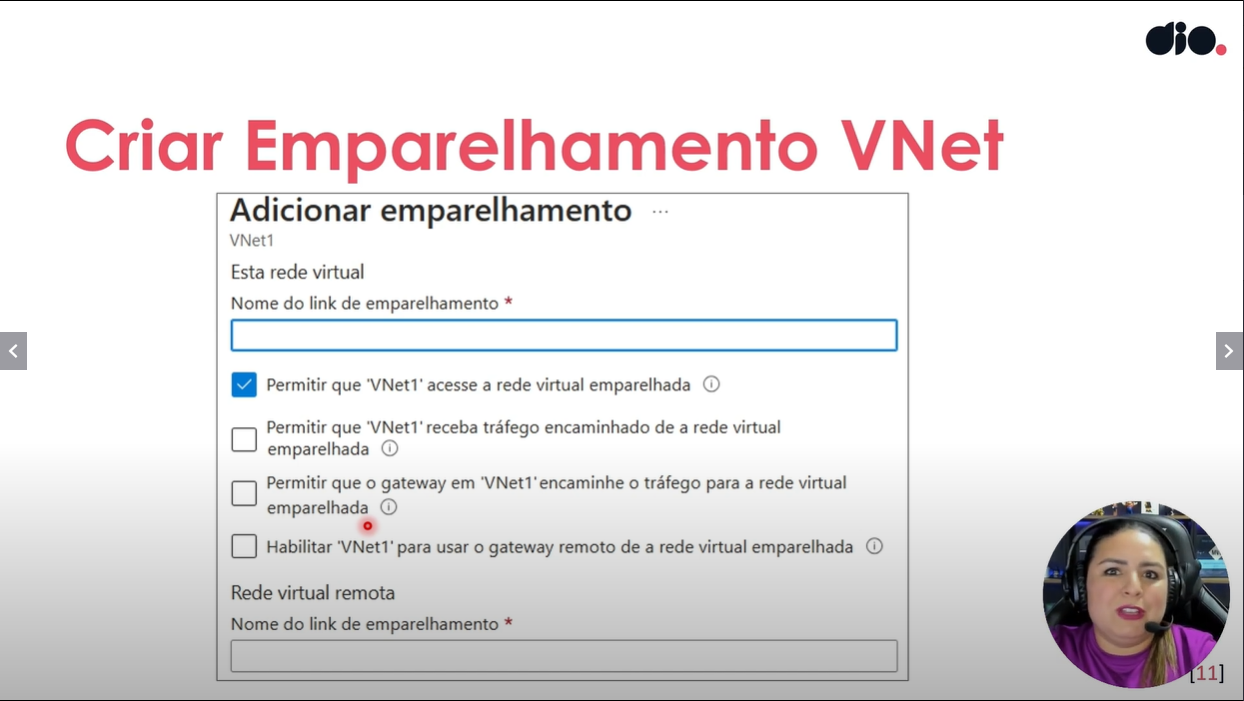 dio.
Criar Emparelhamento VNet
Adicionar emparelhamento ...
VNet1
Esta rede virtual
Nome do link de emparelhamento *
Permitir que 'VNet1' acesse a rede virtual emparelhada
Permitir que 'VNet1' receba tráfego encaminhado de a rede virtual
emparelhada
Permitir que o gateway em 'VNet1' encaminhe o tráfego para a rede virtual
emparelhada
Habilitar 'VNet1' para usar o gateway remoto de a rede virtual emparelhada
Rede virtual remota
Nome do link de emparelhamento *
[11]